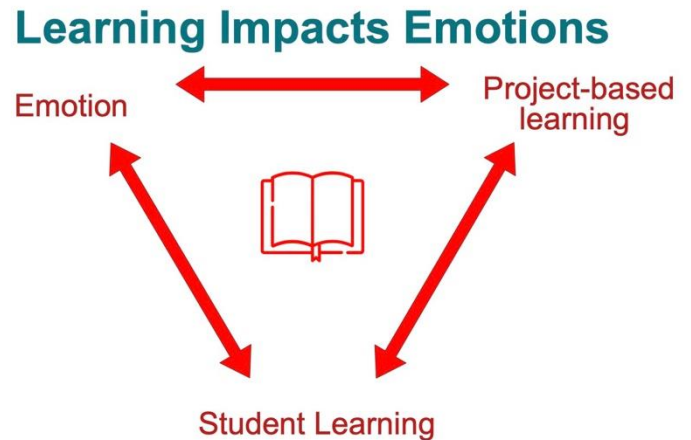 Learning Impacts Emotions
Emotion
Project-based
learning
Student Learning